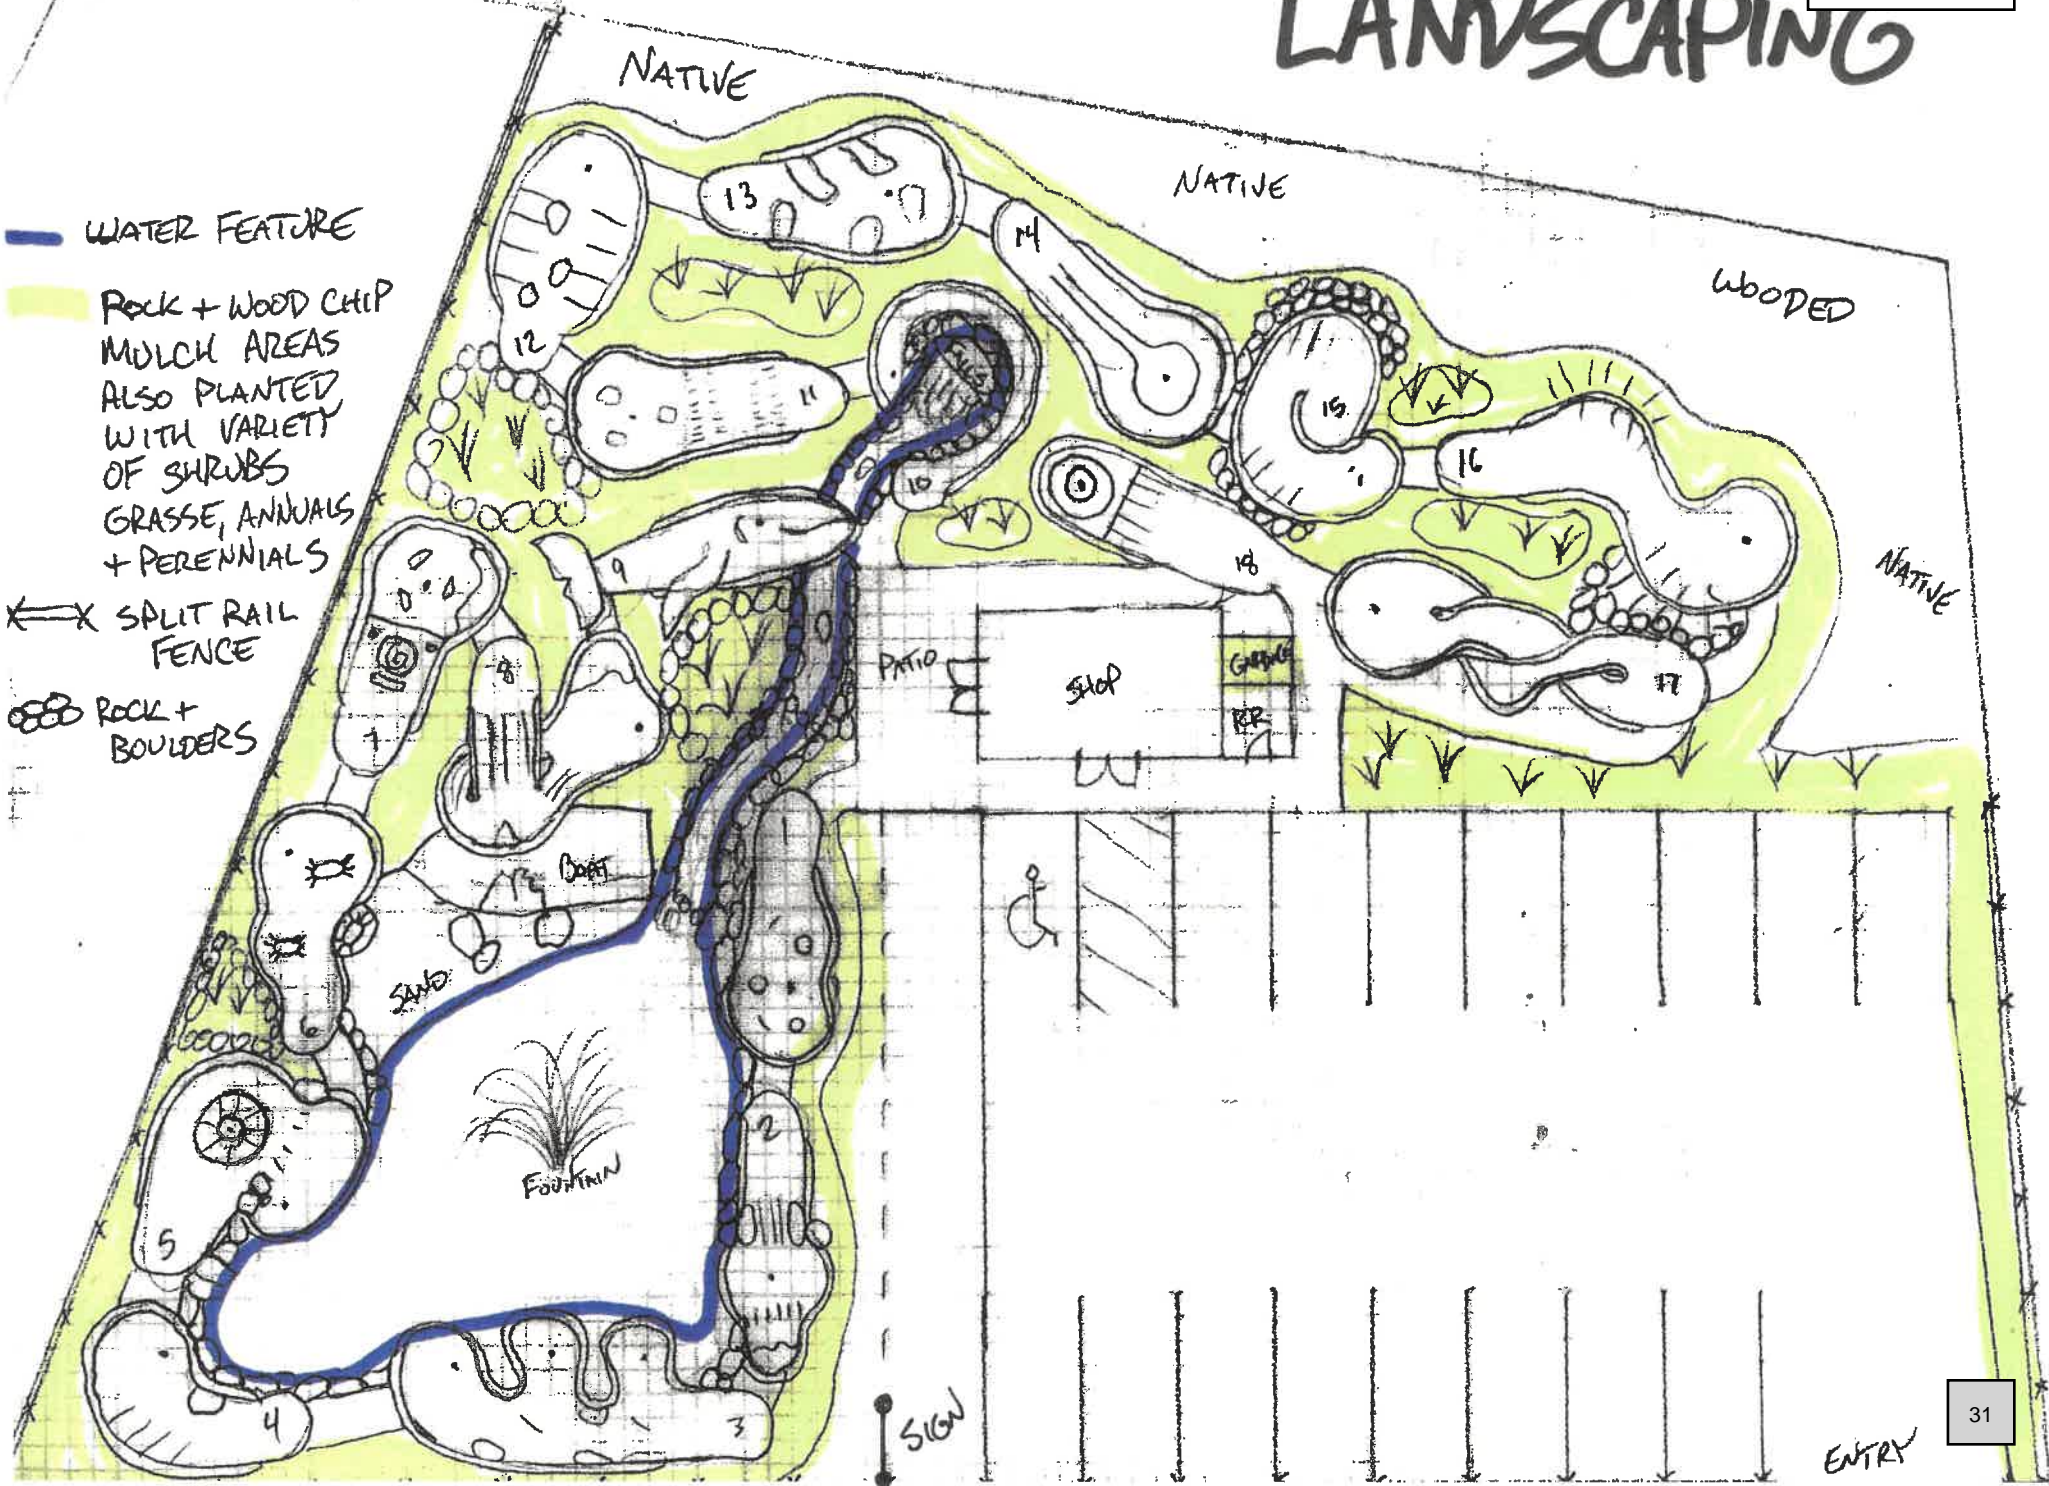 LANDSCAPING
NATIVE
NATIVE
WOODED
NATIVE
WATER FEATURE
ROCK + WOOD CHIP
MULCH AREAS
ALSO PLANTED
WITH VARIETY
OF SHRUBS
GRASSE, ANNUALS
+ PERENNIALS
SPLIT RAIL
FENCE
ROCK +
BOULDERS
13
14
12
11
15
16
10
9
18
8
7
17
PATIO
SHOP
GARBAGE
RR
1
BOAT
SAND
6
FOUNTAIN
2
5
4
3
SIGN
ENTRY
31